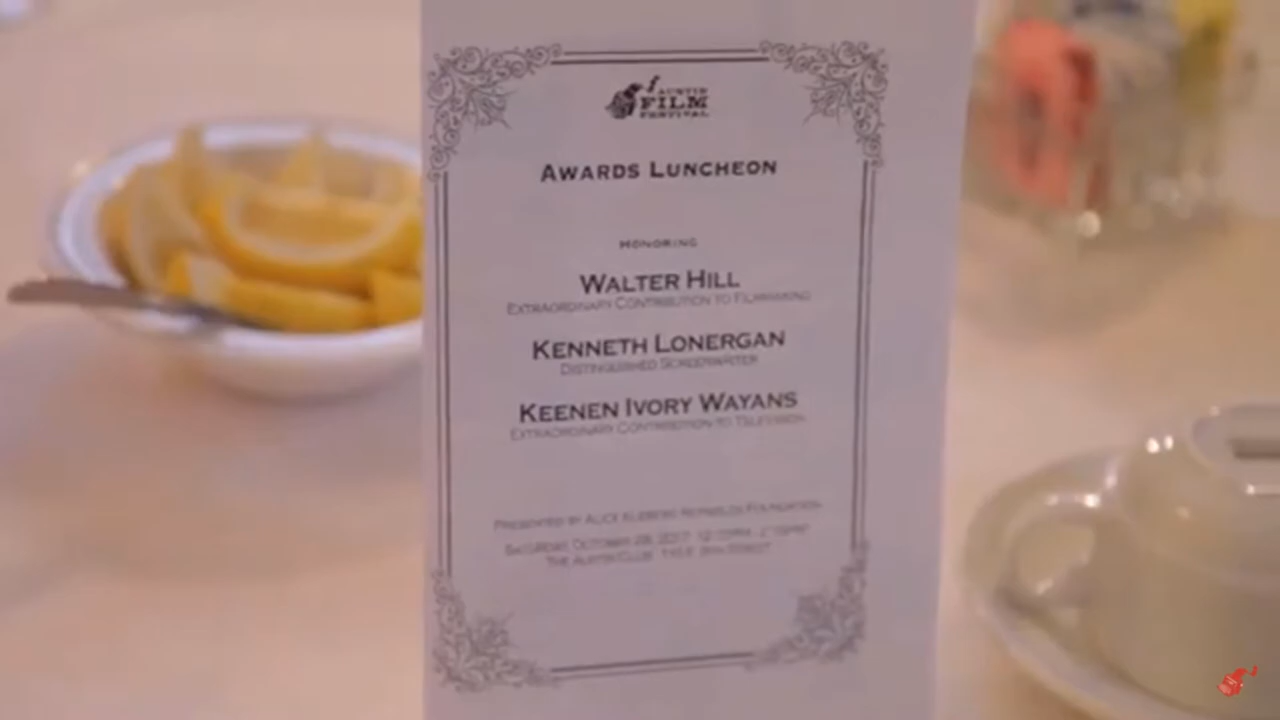 AUSTIN
FILM
FESTIVAL
AWARDS LUNCHEON
HONORING
WALTER HILL
EXTRAORDINARY CONTRIBUTION TO FILMMAKING
KENNETH LONERGAN
DISTINGUISHED SCREENWRITER
KEENEN IVORY WAYANS
EXTRAORDINARY CONTRIBUTION TO TELEVISION
PRESENTED BY ALICE KLEBERG REYNOLDS FOUNDATION
SATURDAY, OCTOBER 28, 2017
THE AUSTIN CLUB